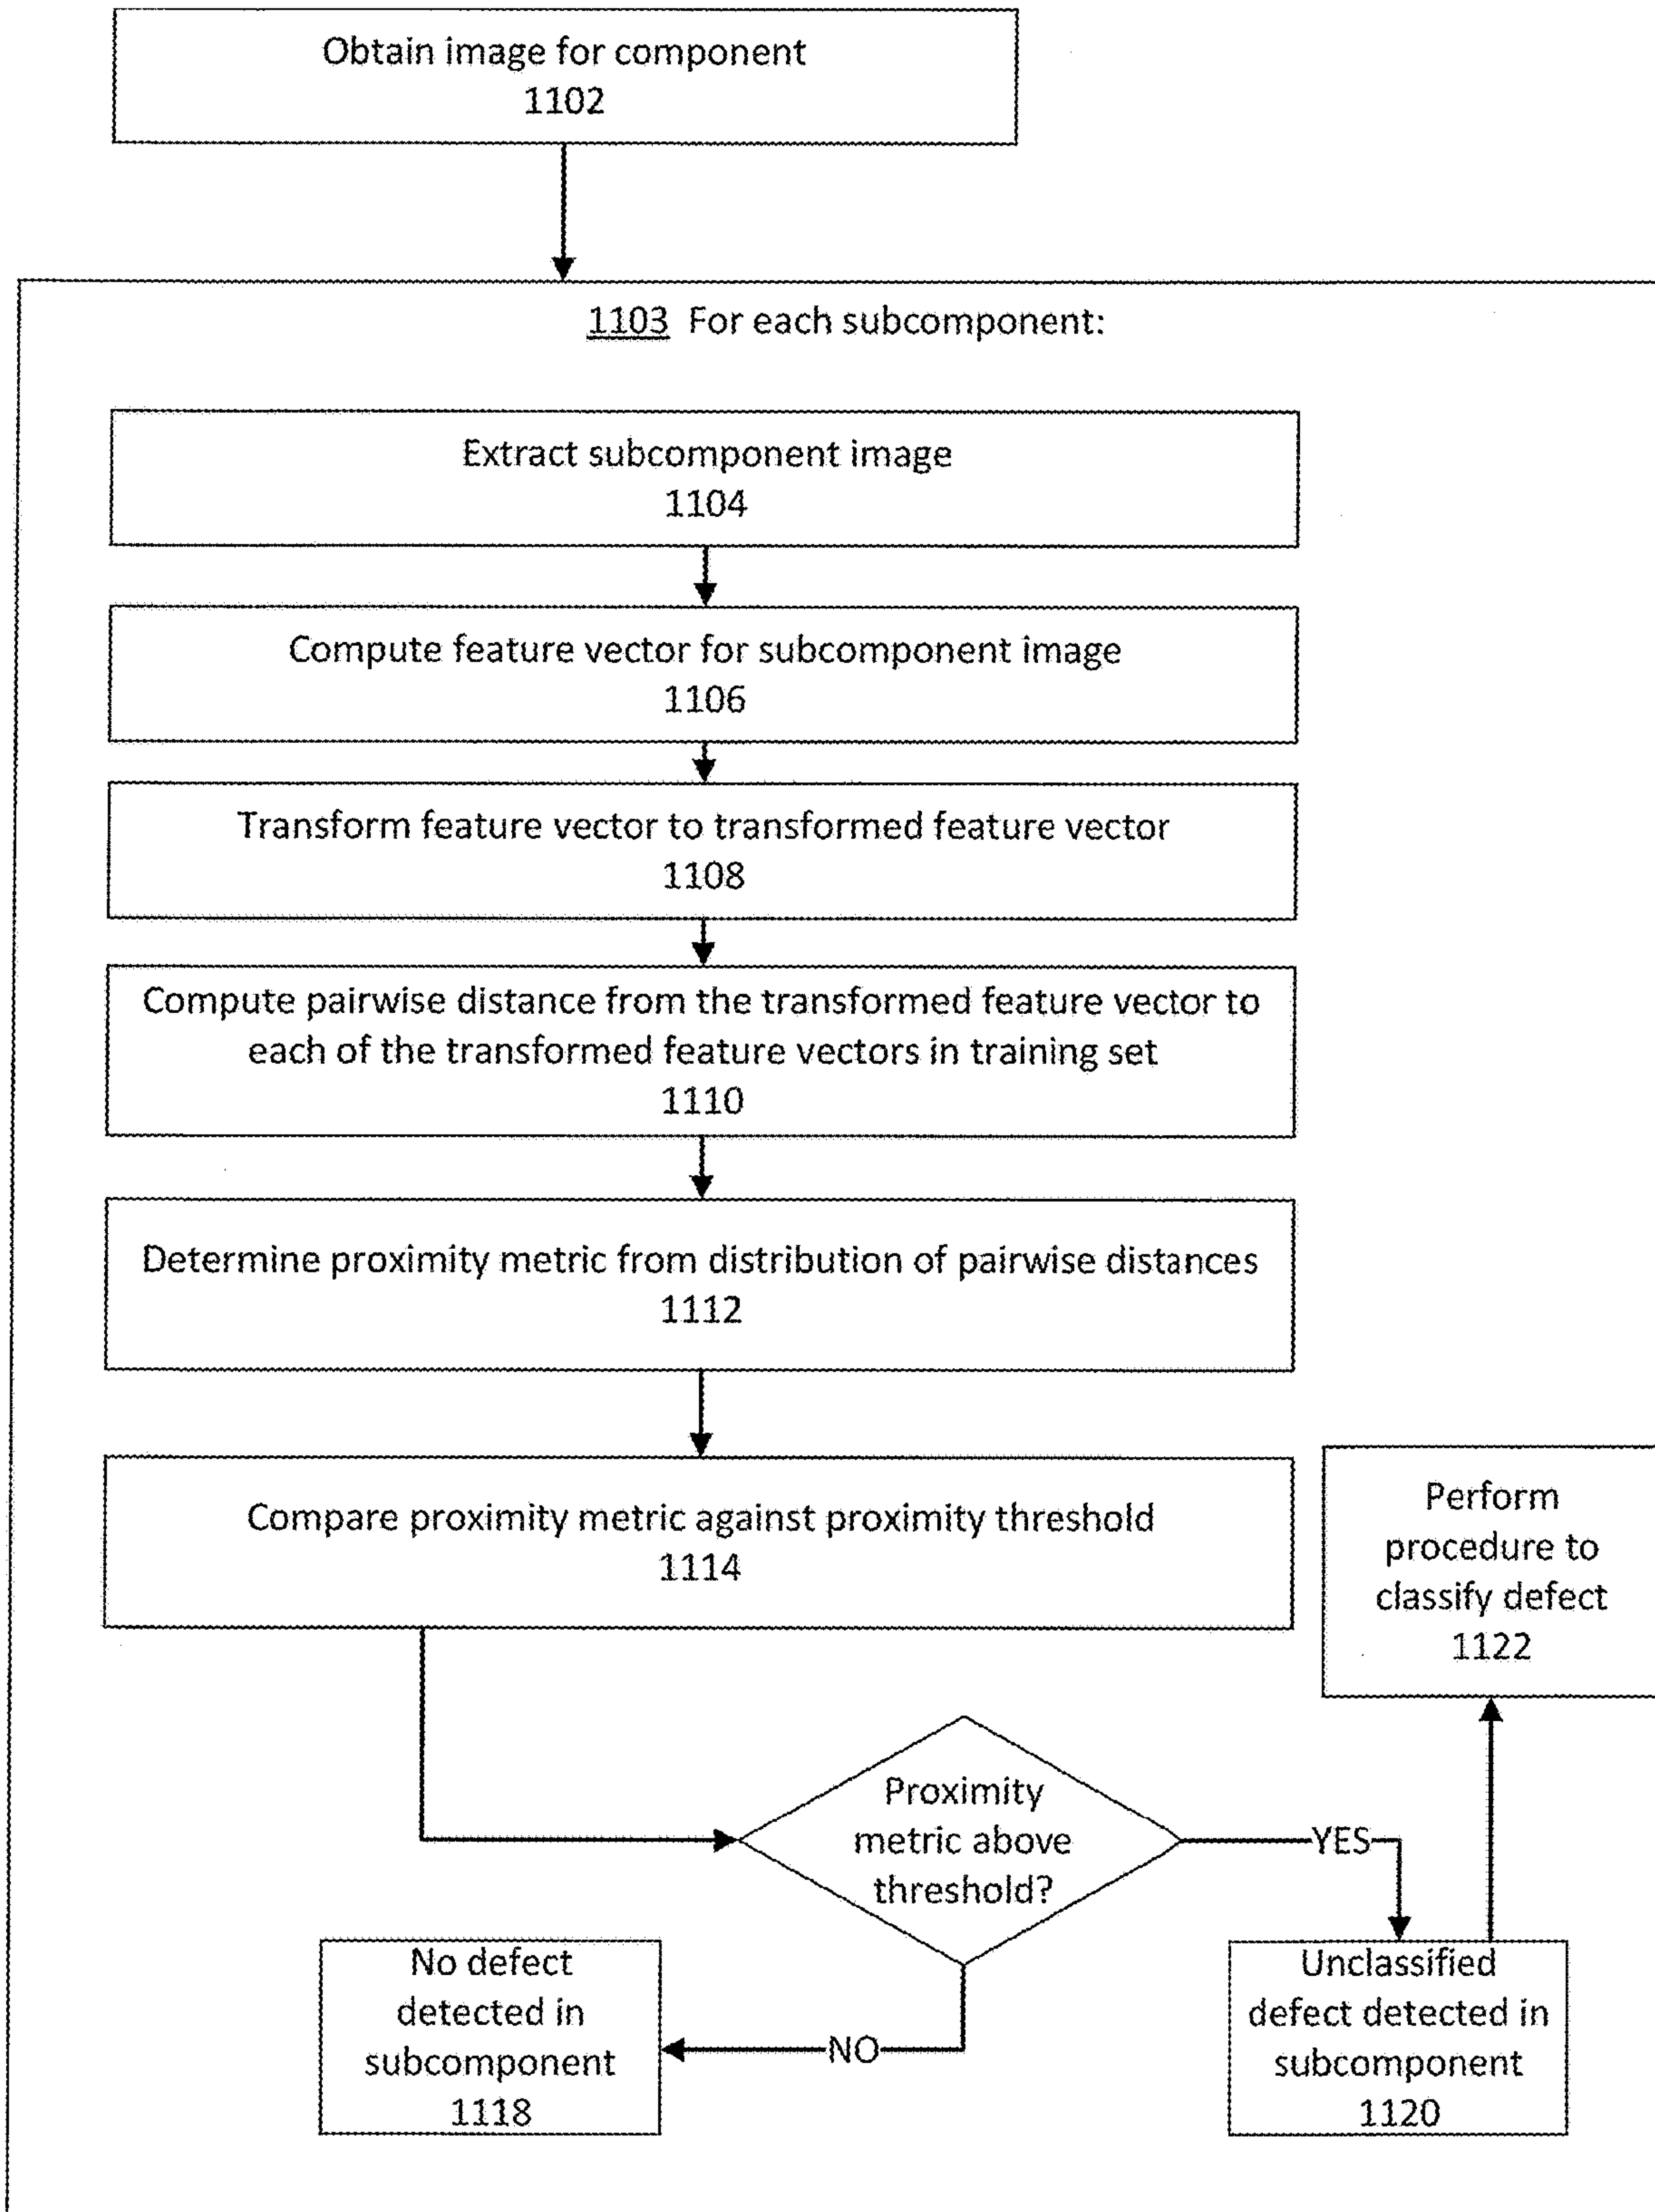 Obtain image for component
1102
1103 For each subcomponent:
Extract subcomponent image
1104
Compute feature vector for subcomponent image
1106
Transform feature vector to transformed feature vector
1108
Compute pairwise distance from the transformed feature vector to
each of the transformed feature vectors in training set
1110
Determine proximity metric from distribution of pairwise distances
1112
Compare proximity metric against proximity threshold
1114
Perform
procedure to
classify defect
1122
Proximity
metric above
threshold?
YES
NO
No defect
detected in
subcomponent
1118
Unclassified
defect detected in
subcomponent
1120